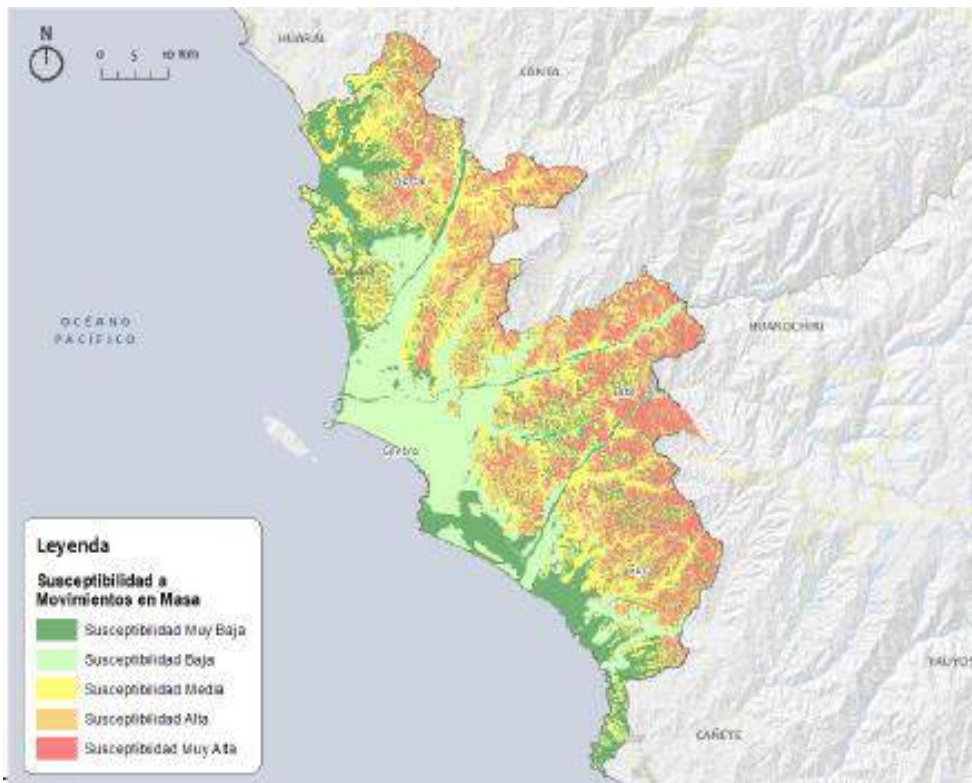 N
0 5 10 Km
HUARAL
CANTA
OCÉANO
PACÍFICO
HUAROCHIRI
Centro
YAUYOS
CAÑETE
Leyenda
Susceptibilidad a
Movimientos en Masa
Susceptibilidad Muy Baja
Susceptibilidad Baja
Susceptibilidad Media
Susceptibilidad Alta
Susceptibilidad Muy Alta